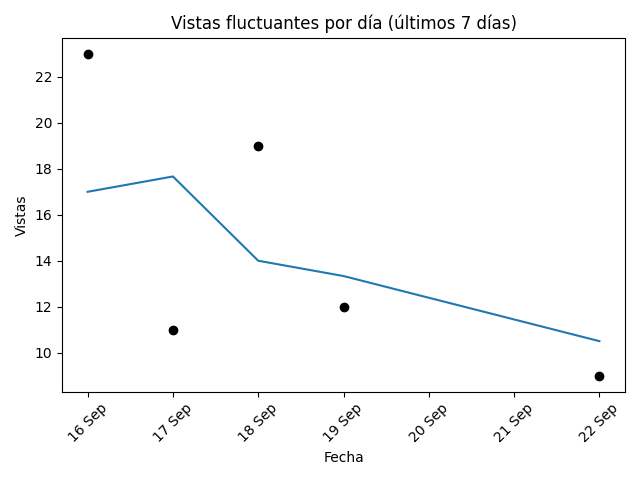 Vistas fluctuantes por día (últimos 7 días)
Vistas
22
20
18
16
14
12
10
16 Sep
17 Sep
18 Sep
19 Sep
20 Sep
21 Sep
22 Sep
Fecha